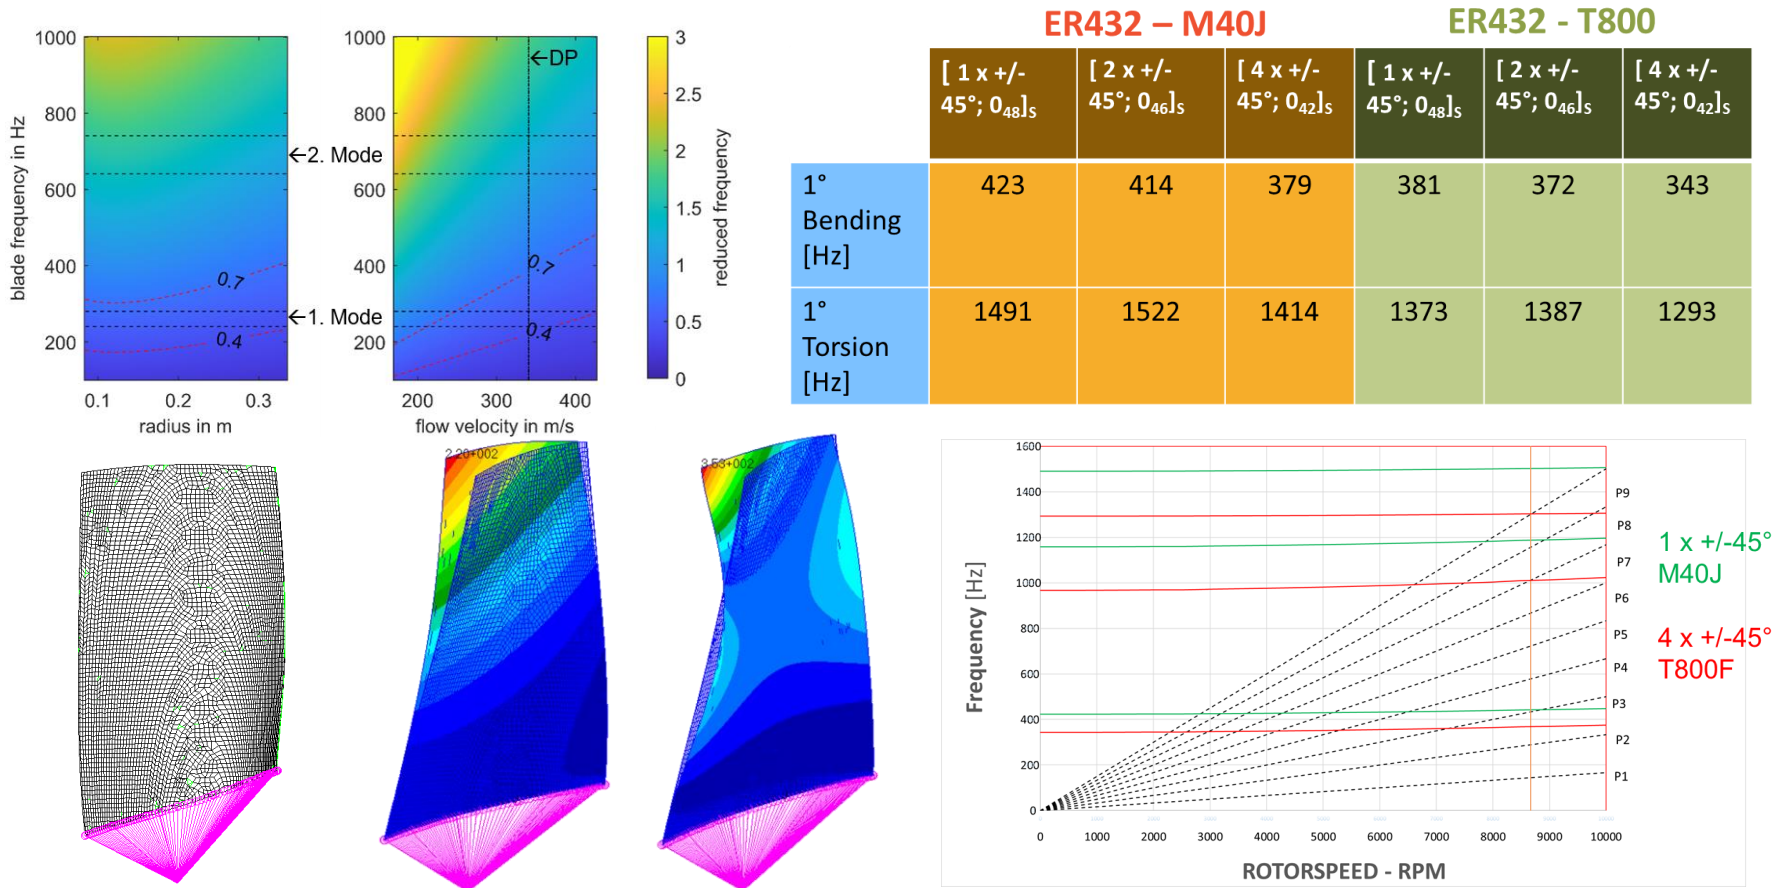 1000
800
600
400
200
0.1
0.2
0.3
blade frequency in Hz
radius in m
0.7
0.4
←2. Mode
←1. Mode
1000
800
600
400
200
200
300
400
flow velocity in m/s
←DP
0.7
0.4
3
2.5
2
1.5
1
0.5
0
reduced frequency
ER432 – M40J
ER432 - T800
[ 1 x +/-
45°; 0₄₈]ₛ
[ 2 x +/-
45°; 0₄₆]ₛ
[ 4 x +/-
45°; 0₄₂]ₛ
[ 1 x +/-
45°; 0₄₈]ₛ
[ 2 x +/-
45°; 0₄₆]ₛ
[ 4 x +/-
45°; 0₄₂]ₛ
1°
Bending
[Hz]
423
414
379
381
372
343
1°
Torsion
[Hz]
1491
1522
1414
1373
1387
1293
2.20+002
3.53+002
1600
1400
1200
1000
800
600
400
200
0
Frequency [Hz]
0
1000
2000
3000
4000
5000
6000
7000
8000
9000
10000
ROTORSPEED - RPM
P9
P8
P7
P6
P5
P4
P3
P2
P1
1 x +/-45°
M40J
4 x +/-45°
T800F